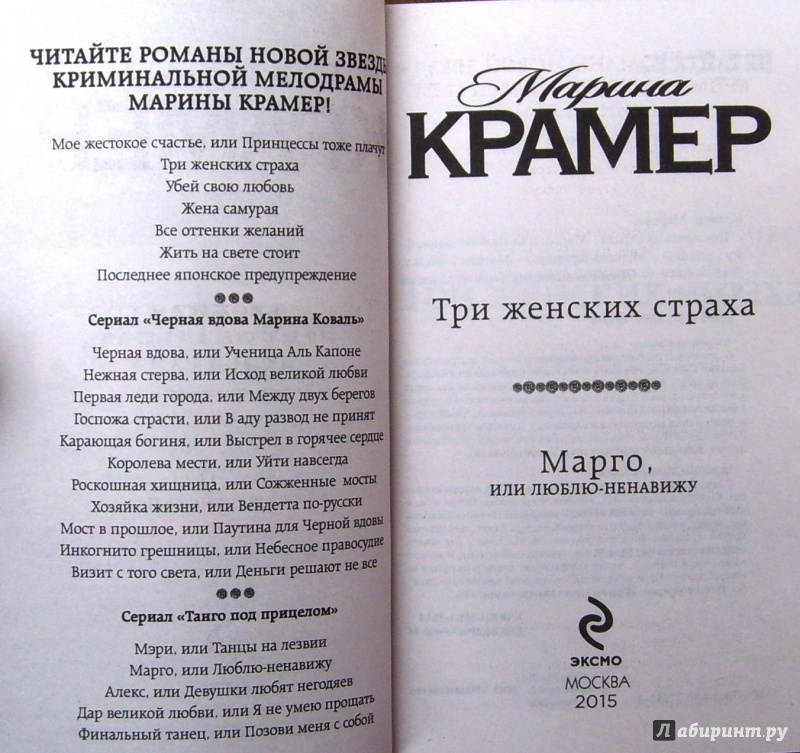 ЧИТАЙТЕ РОМАНЫ НОВОЙ ЗВЕЗДЫ
КРИМИНАЛЬНОЙ МЕЛОДРАМЫ
МАРИНЫ КРАМЕР!
Мое жестокое счастье, или Принцессы тоже плачут
Три женских страха
Убей свою любовь
Жена самурая
Все оттенки желаний
Жить на свете стоит
Последнее японское предупреждение
Сериал «Черная вдова Марина Коваль»
Черная вдова, или Ученица Аль Капоне
Нежная стерва, или Исход великой любви
Первая леди города, или Между двух берегов
Госпожа страсти, или В аду развод не принят
Карающая богиня, или Выстрел в горячее сердце
Королева мести, или Уйти навсегда
Роскошная хищница, или Сожженные мосты
Хозяйка жизни, или Вендетта по-русски
Мост в прошлое, или Паутина для Черной вдовы
Инкогнито грешницы, или Небесное правосудие
Визит с того света, или Деньги решают не все
Сериал «Танго под прицелом»
Мэри, или Танцы на лезвии
Марго, или Люблю-ненавижу
Алекс, или Девушки любят негодяев
Дар великой любви, или Я не умею прощать
Финальный танец, или Позови меня с собой
Марина
КРАМЕР
Три женских страха
Марго,
ИЛИ ЛЮБЛЮ-НЕНАВИЖУ
ЭКСМО
МОСКВА
2015
Лабиринт.ру